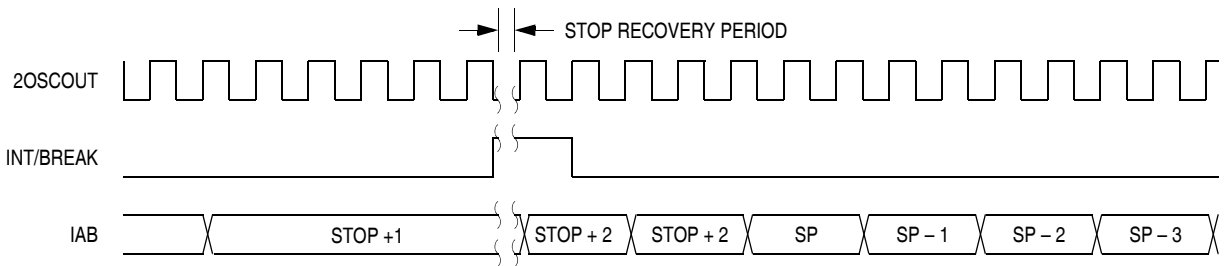 STOP RECOVERY PERIOD
2OSCOUT
INT/BREAK
IAB
STOP +1
STOP + 2
STOP + 2
SP
SP – 1
SP – 2
SP – 3